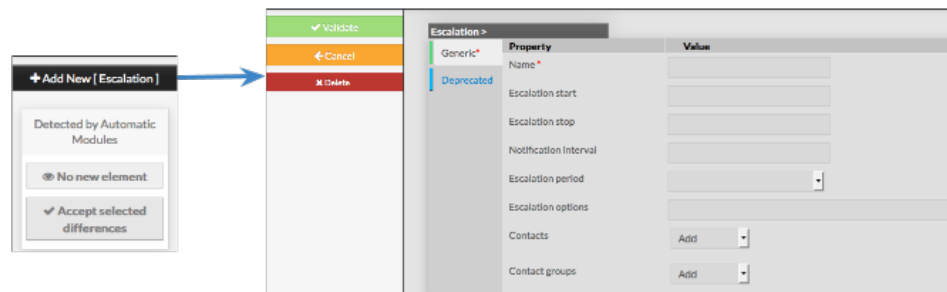 Add New [ Escalation ]
Detected by Automatic
Modules
No new element
Accept selected
differences
Validate
Cancel
Delete
Escalation >
Generic*
Deprecated
Property Value
Name *
Escalation start
Escalation stop
Notification interval
Escalation period
Escalation options
Contacts Add
Contact groups Add